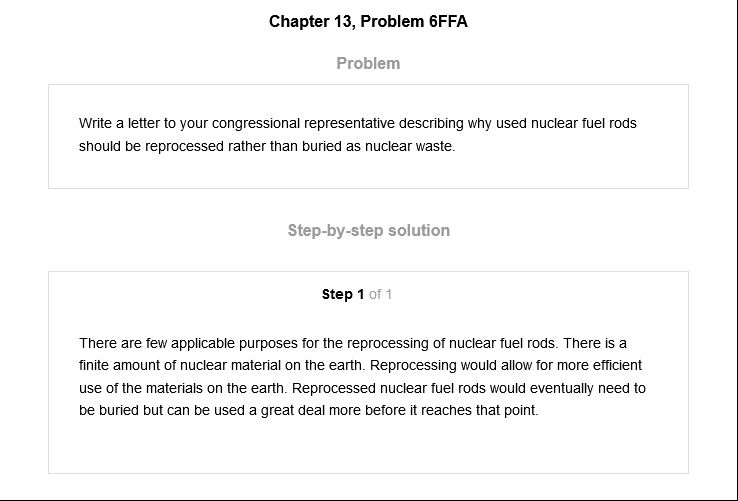 Chapter 13, Problem 6FFA
Problem
Write a letter to your congressional representative describing why used nuclear fuel rods
should be reprocessed rather than buried as nuclear waste.
Step-by-step solution
Step 1 of 1
There are few applicable purposes for the reprocessing of nuclear fuel rods. There is a
finite amount of nuclear material on the earth. Reprocessing would allow for more efficient
use of the materials on the earth. Reprocessed nuclear fuel rods would eventually need to
be buried but can be used a great deal more before it reaches that point.